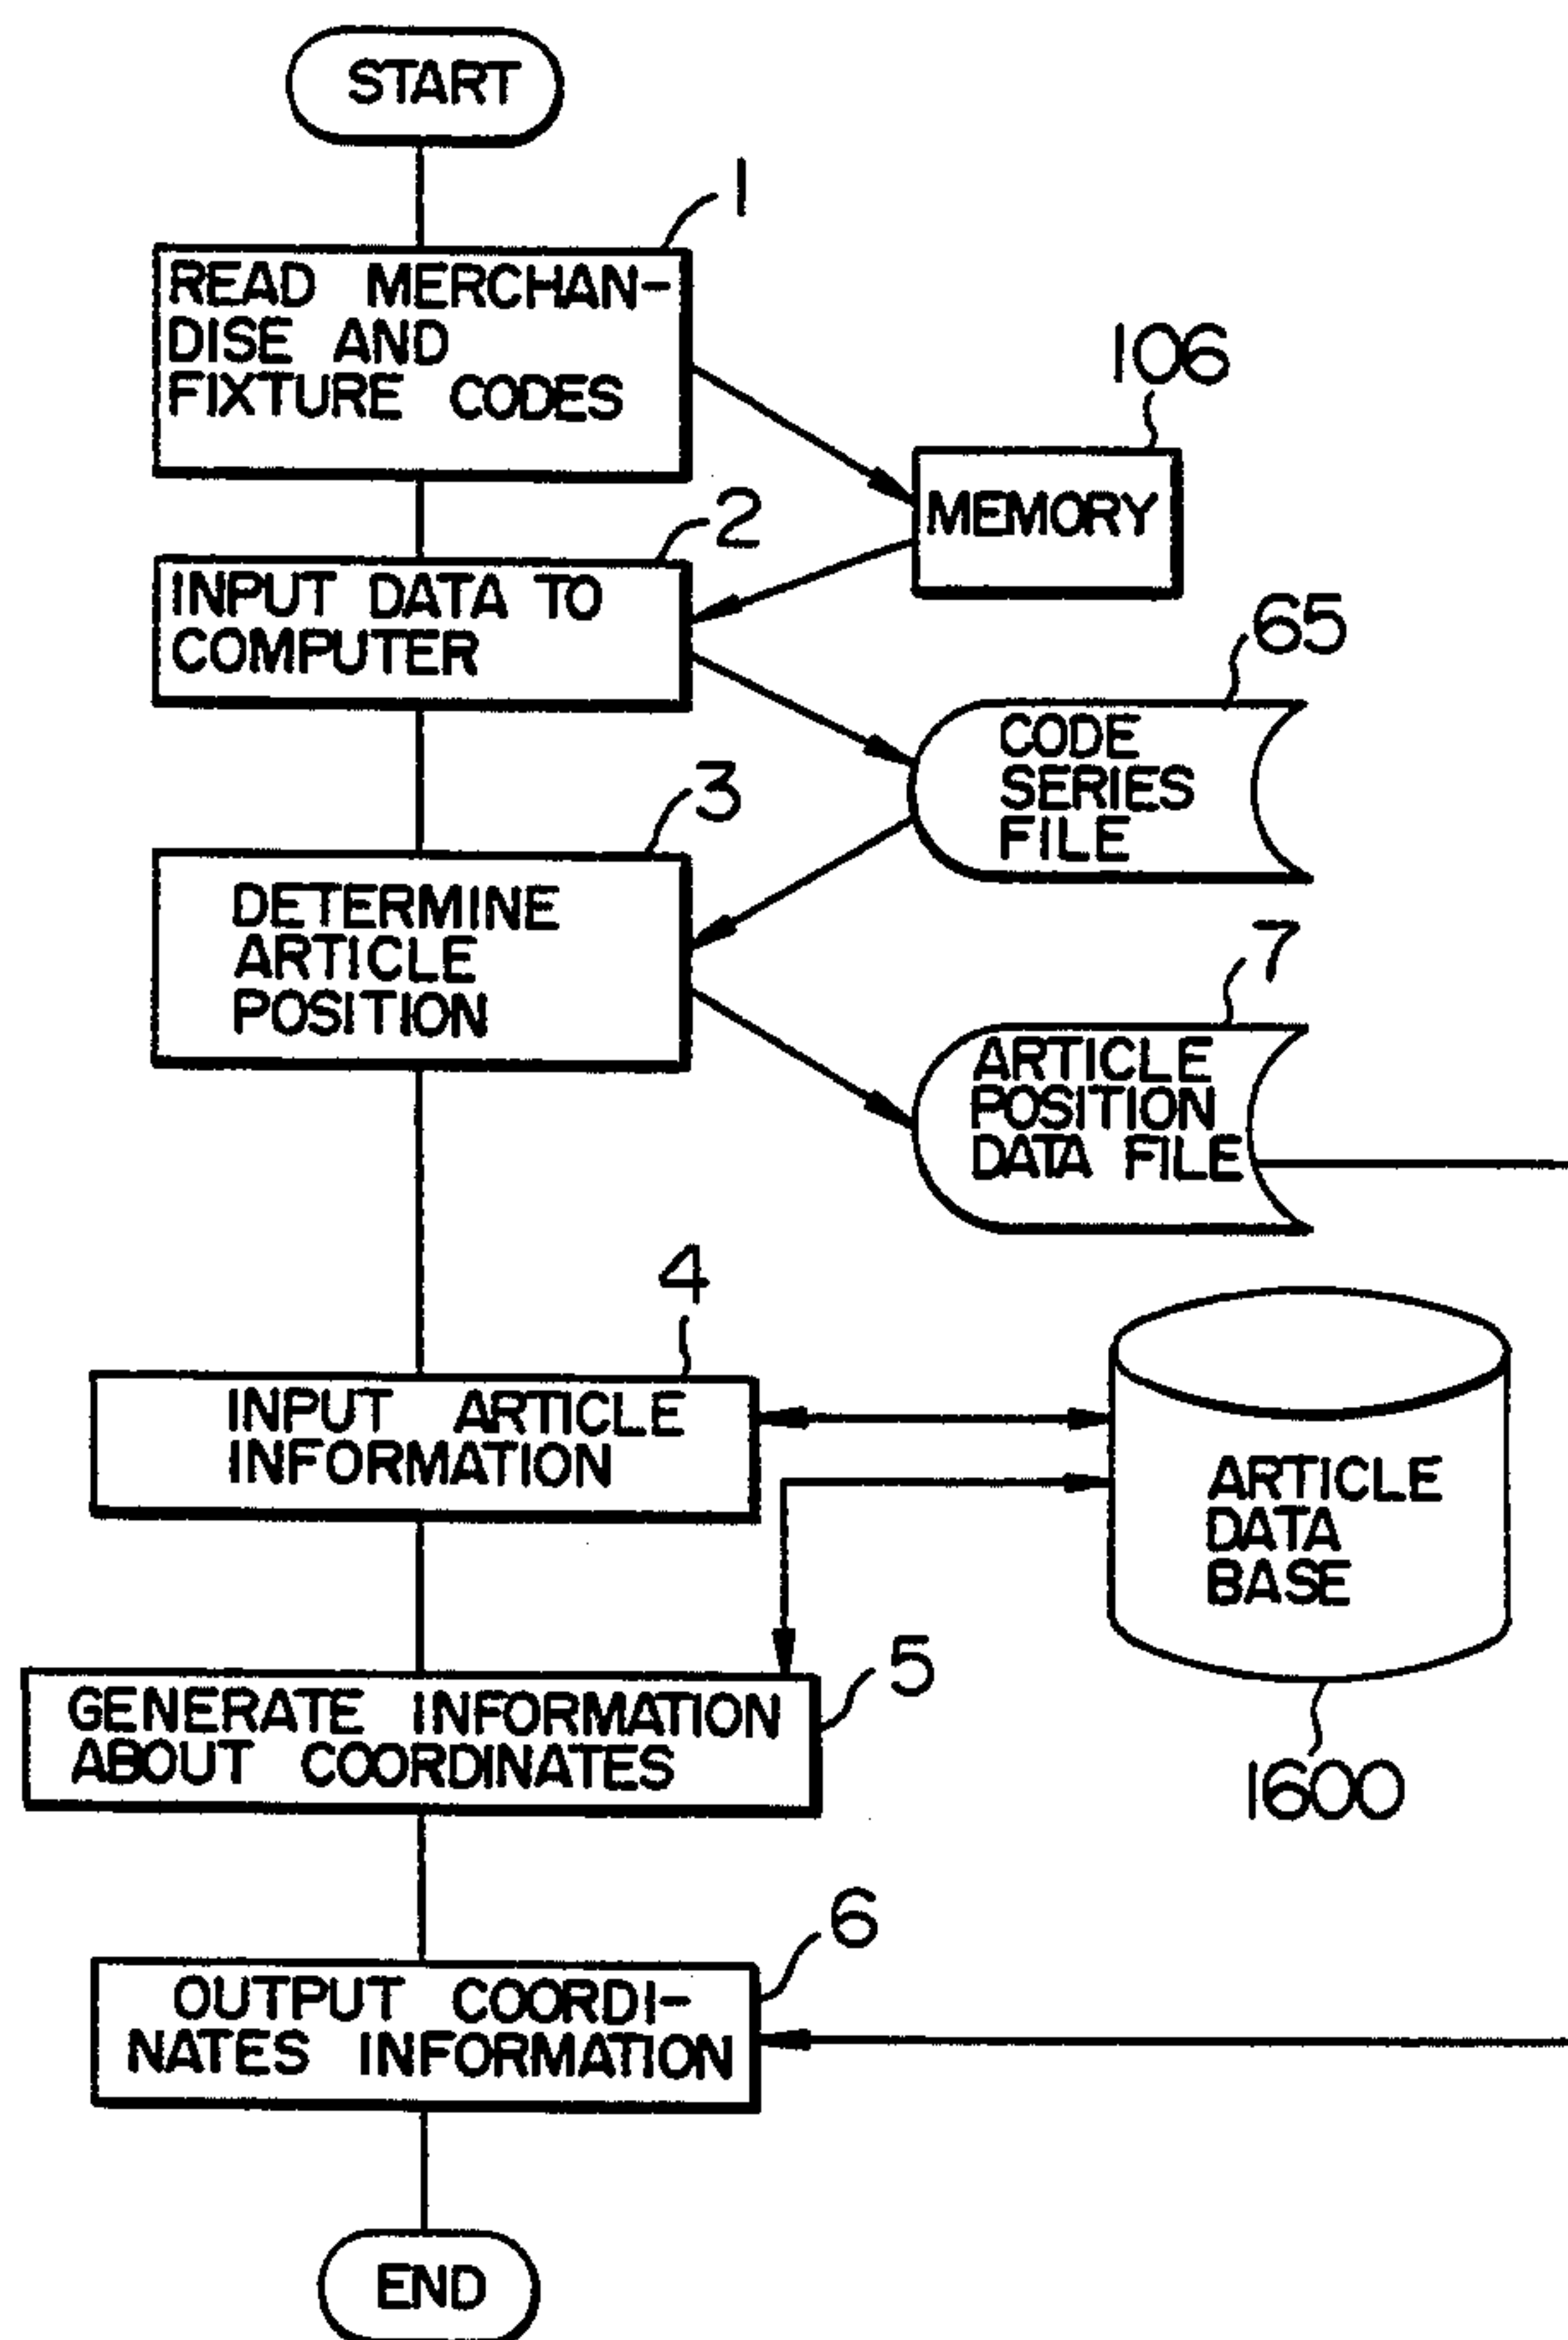 START
1
READ MERCHAN-
DISE AND
FIXTURE CODES
106
MEMORY
2
INPUT DATA TO
COMPUTER
65
CODE
SERIES
FILE
3
DETERMINE
ARTICLE
POSITION
7
ARTICLE
POSITION
DATA FILE
4
INPUT ARTICLE
INFORMATION
ARTICLE
DATA
BASE
1600
5
GENERATE INFORMATION
ABOUT COORDINATES
6
OUTPUT COORDI-
NATES INFORMATION
END